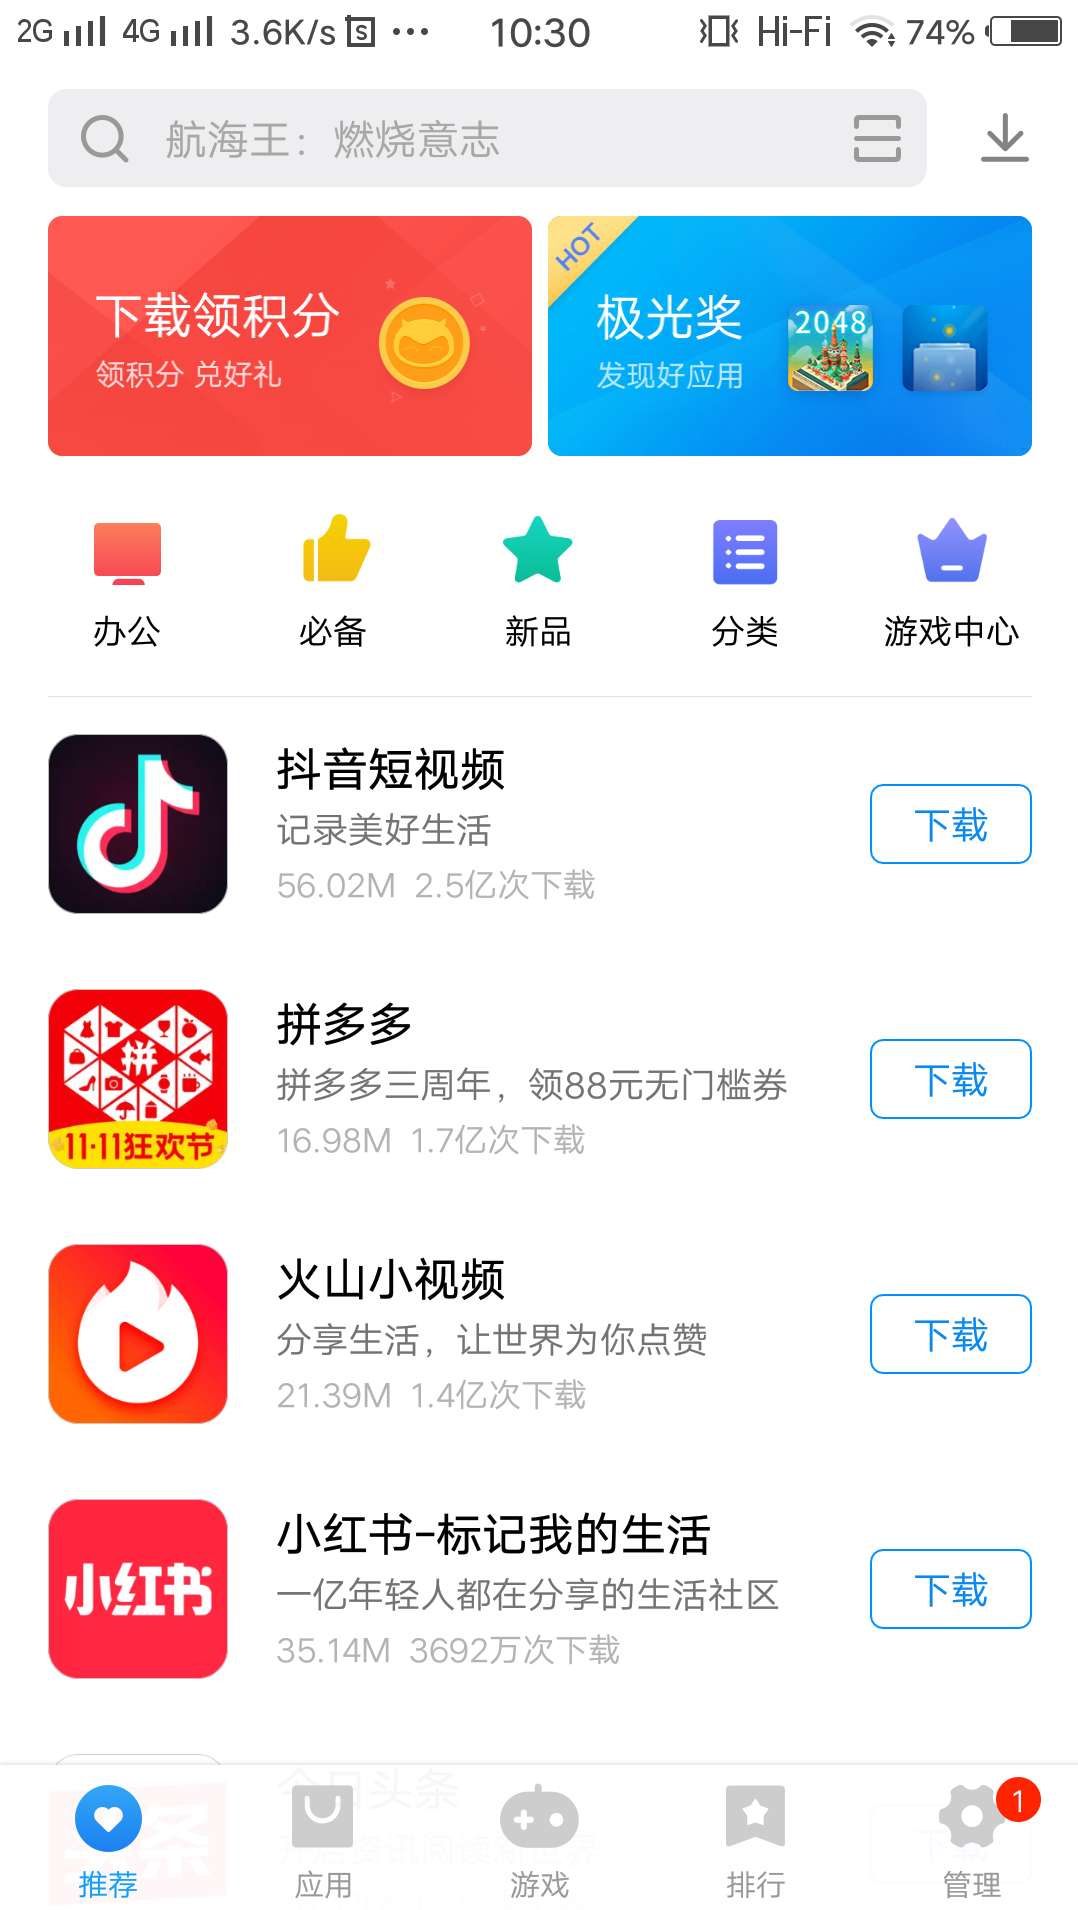 2G 4G 3.6K/s S ... 10:30 Hi-Fi 74%
航海王：燃烧意志
下载领积分
领积分 兑好礼
HOT
极光奖
发现好应用
2048
办公 必备 新品 分类 游戏中心
抖音短视频
记录美好生活
56.02M 2.5亿次下载
下载
拼
11·11狂欢节
拼多多
拼多多三周年，领88元无门槛券
16.98M 1.7亿次下载
下载
火山小视频
分享生活，让世界为你点赞
21.39M 1.4亿次下载
下载
小红书
小红书-标记我的生活
一亿年轻人都在分享的生活社区
35.14M 3692万次下载
下载
今日头条
1
推荐 应用 游戏 排行 管理